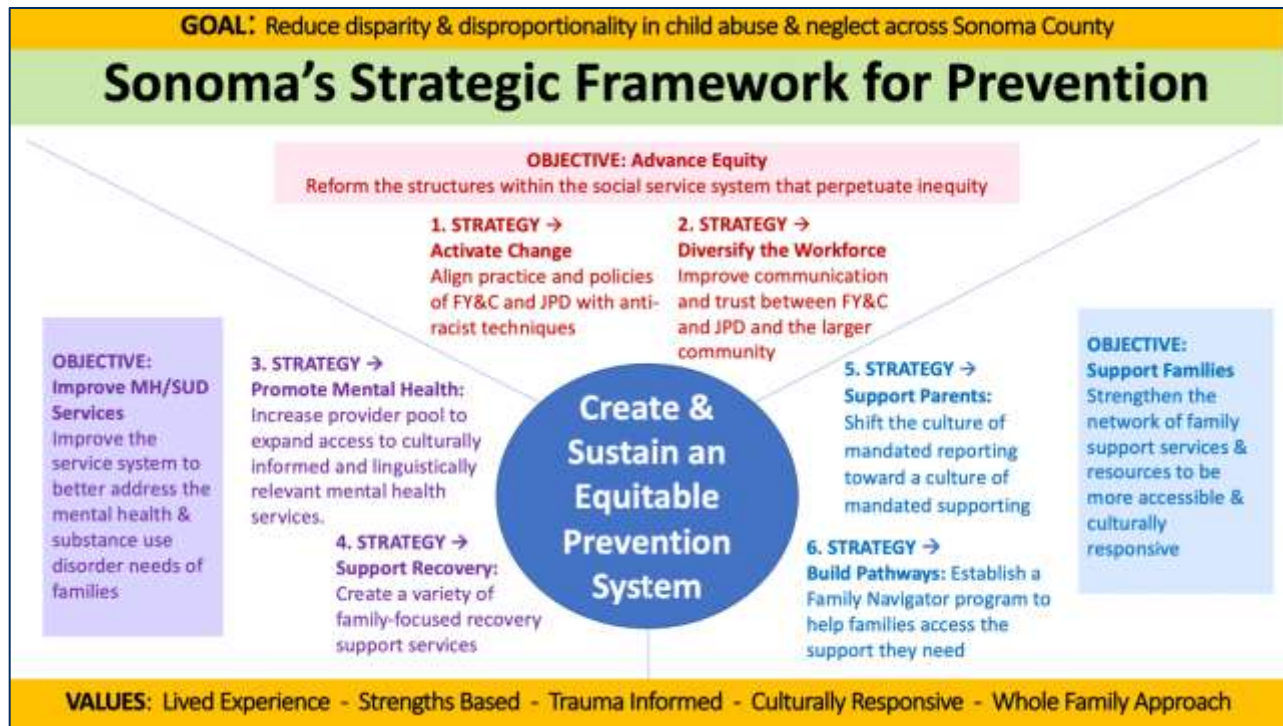 GOAL: Reduce disparity & disproportionality in child abuse & neglect across Sonoma County
Sonoma's Strategic Framework for Prevention
OBJECTIVE: Advance Equity
Reform the structures within the social service system that perpetuate inequity
1. STRATEGY →
Activate Change
Align practice and policies
of FY&C and JPD with anti-
racist techniques
2. STRATEGY →
Diversify the Workforce
Improve communication
and trust between FY&C
and JPD and the larger
community
OBJECTIVE:
Improve MH/SUD
Services
Improve the
service system to
better address the
mental health &
substance use
disorder needs of
families
3. STRATEGY →
Promote Mental Health:
Increase provider pool to
expand access to culturally
informed and linguistically
relevant mental health
services.
4. STRATEGY →
Support Recovery:
Create a variety of
family-focused recovery
support services
Create &
Sustain an
Equitable
Prevention
System
5. STRATEGY →
Support Parents:
Shift the culture of
mandated reporting
toward a culture of
mandated supporting
6. STRATEGY →
Build Pathways: Establish a
Family Navigator program to
help families access the
support they need
OBJECTIVE:
Support Families
Strengthen the
network of family
support services &
resources to be
more accessible &
culturally
responsive
VALUES: Lived Experience - Strengths Based - Trauma Informed - Culturally Responsive - Whole Family Approach